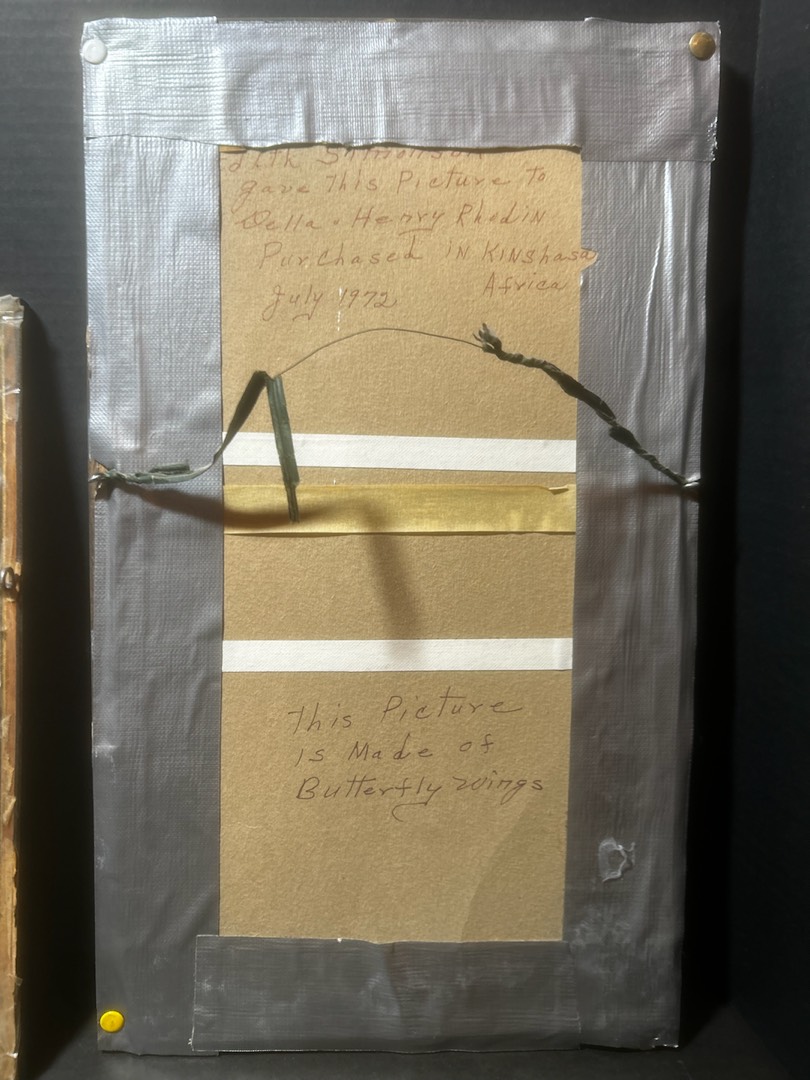 gave This Picture To
Della . Henry Rhodin
Purchased IN KINShasa
Africa
July 1972
This Picture
is Made of
Butterfly wings